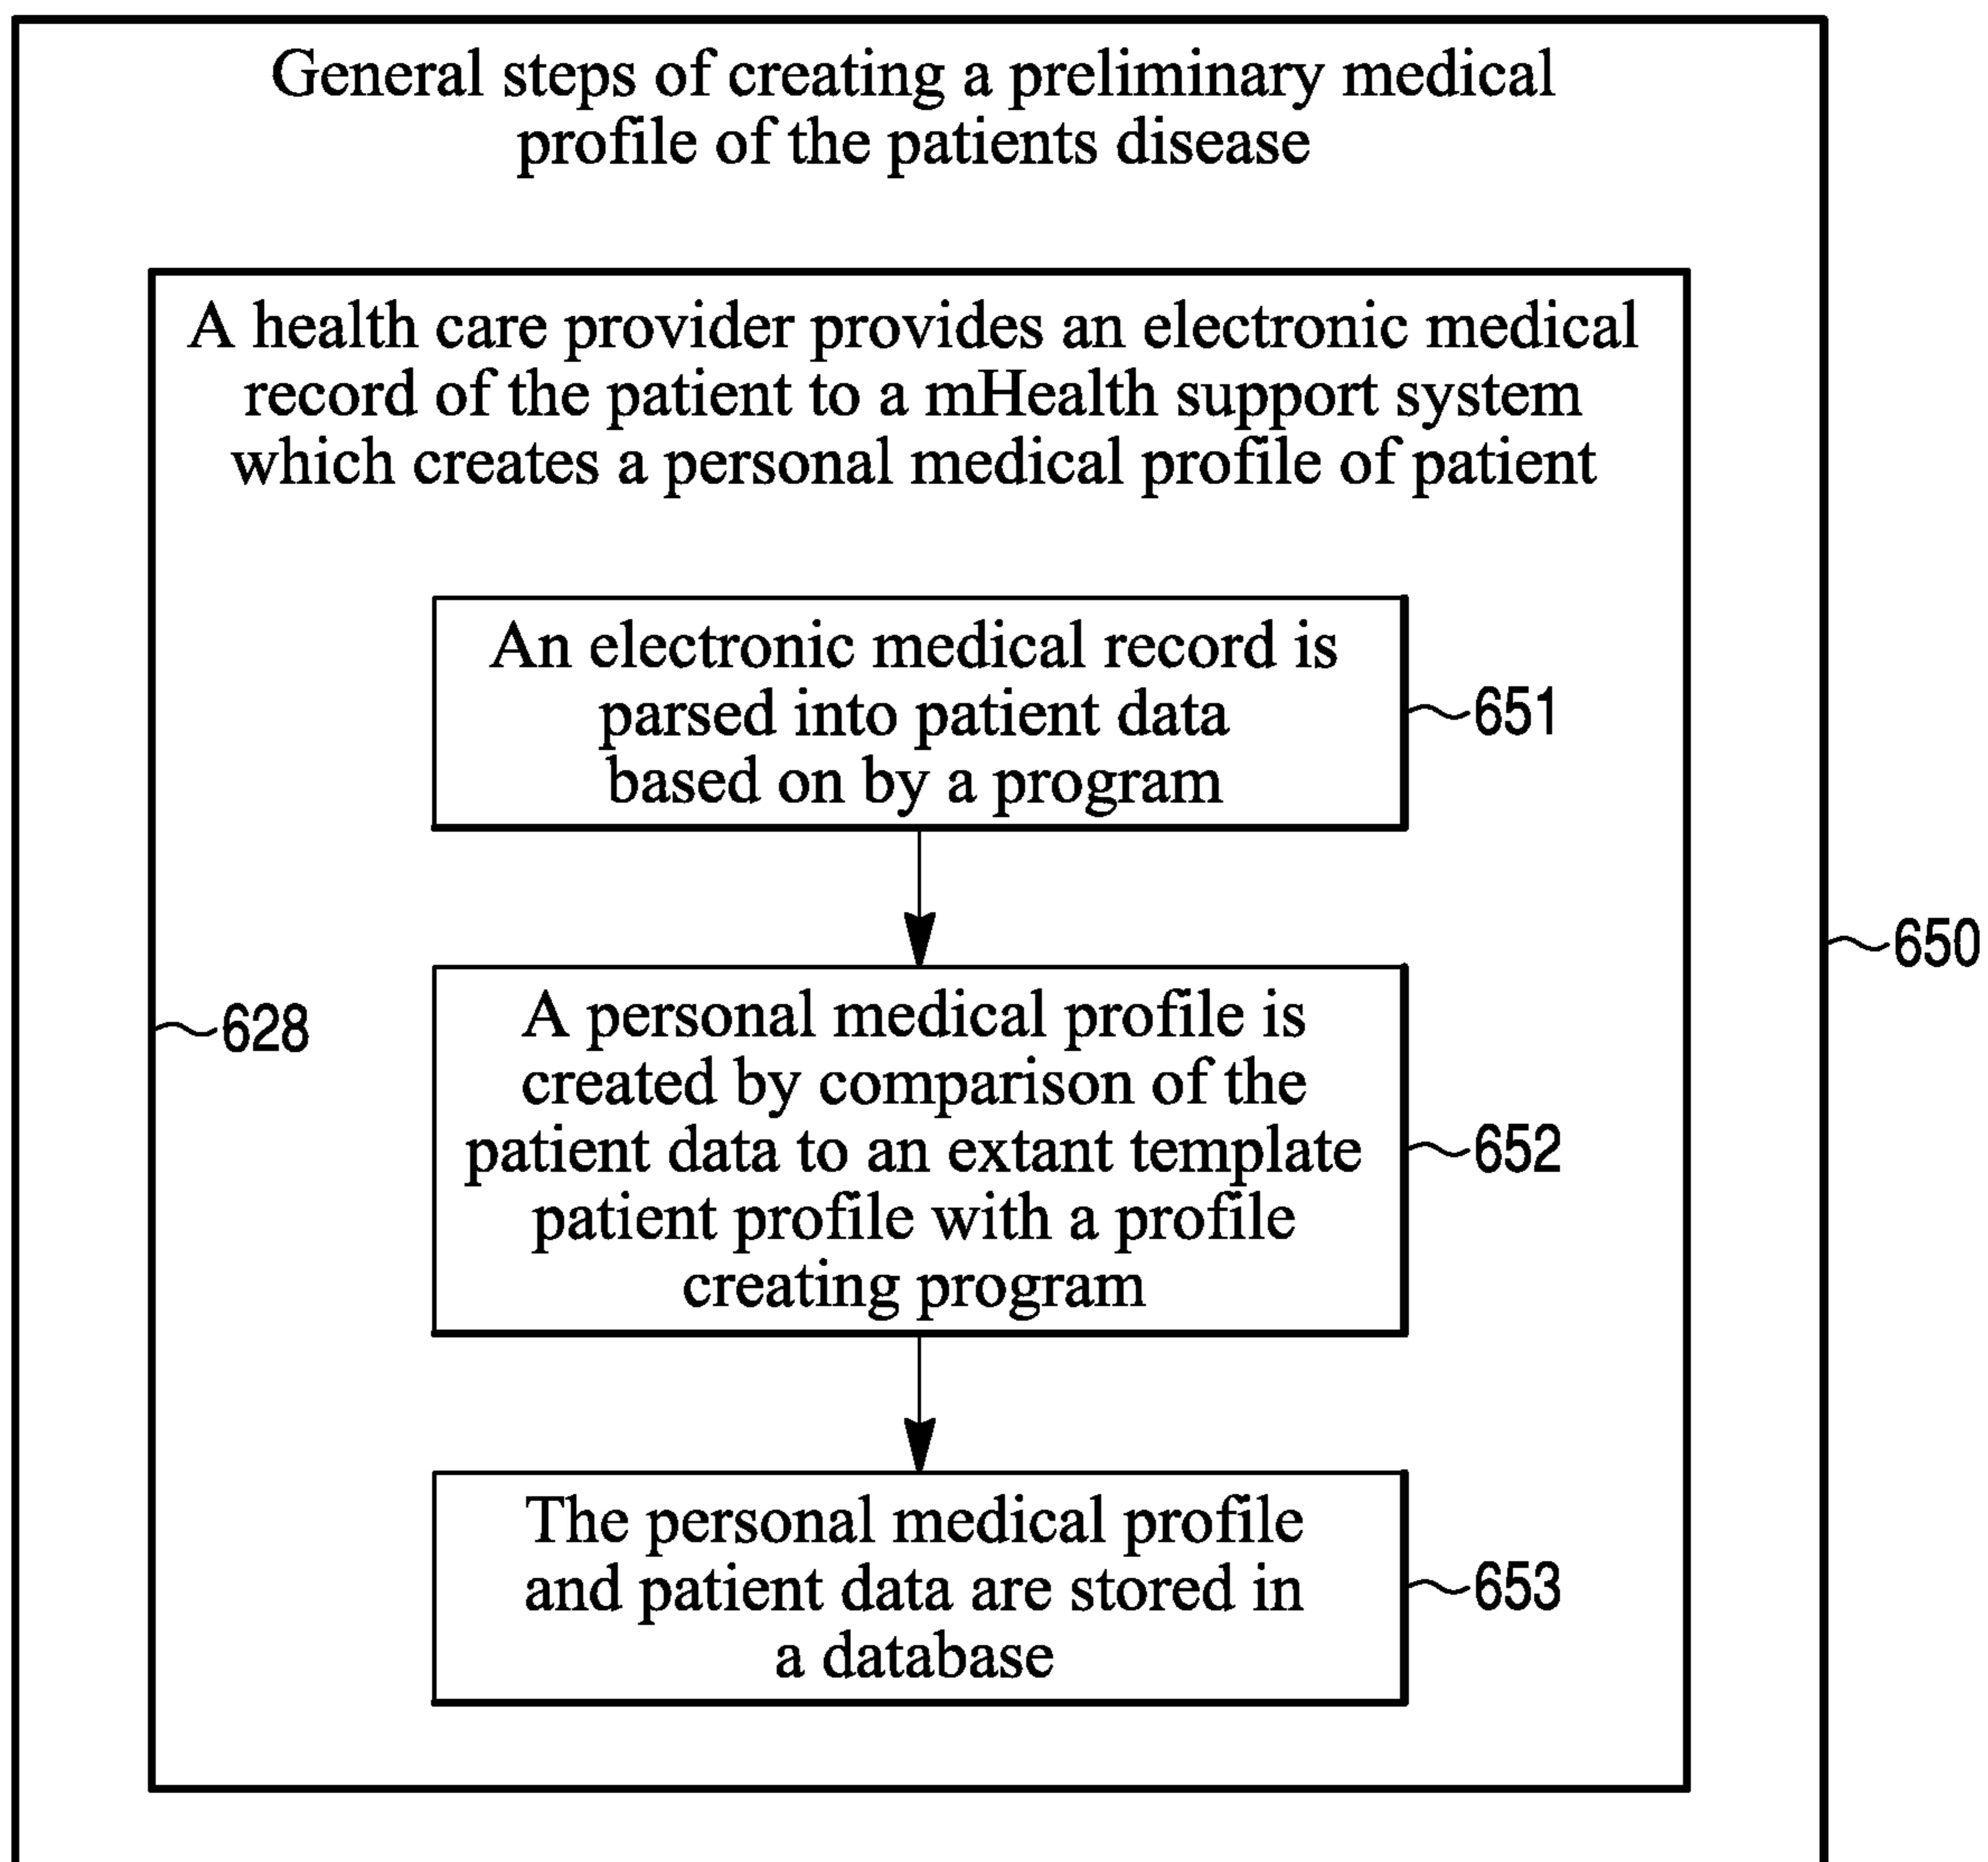 General steps of creating a preliminary medical
profile of the patients disease
A health care provider provides an electronic medical
record of the patient to a mHealth support system
which creates a personal medical profile of patient
An electronic medical record is
parsed into patient data
based on by a program
651
650
628
A personal medical profile is
created by comparison of the
patient data to an extant template
patient profile with a profile
creating program
652
The personal medical profile
and patient data are stored in
a database
653